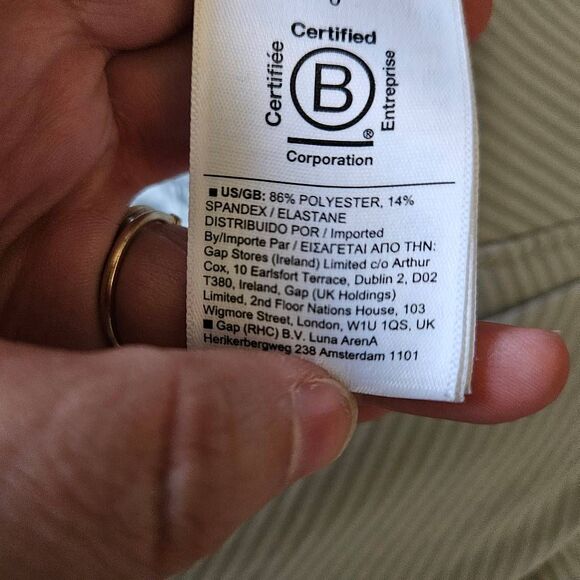 Certified
Certifiée
B
Entreprise
®
Corporation
■ US/GB: 86% POLYESTER, 14%
SPANDEX / ELASTANE
DISTRIBUIDO POR / Imported
By/Importe Par / ΕΙΣΑΓΕΤΑΙ ΑΠΟ ΤΗΝ:
Gap Stores (Ireland) Limited c/o Arthur
Cox, 10 Earlsfort Terrace, Dublin 2, D02
T380, Ireland, Gap (UK Holdings)
Limited, 2nd Floor Nations House, 103
Wigmore Street, London, W1U 1QS, UK
■ Gap (RHC) B.V. Luna ArenA
Herikerbergweg 238 Amsterdam 1101